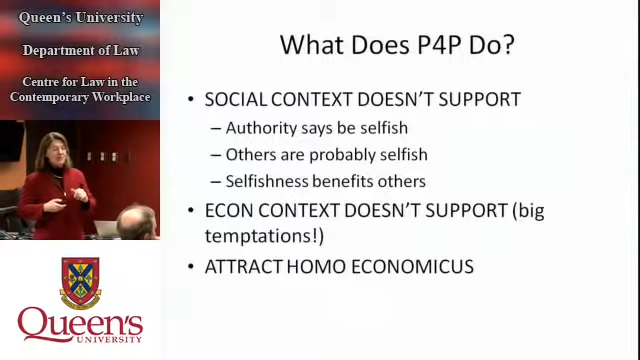 Queen's University
Department of Law
Centre for Law in the
Contemporary Workplace
What Does P4P Do?
• SOCIAL CONTEXT DOESN'T SUPPORT
– Authority says be selfish
– Others are probably selfish
– Selfishness benefits others
• ECON CONTEXT DOESN'T SUPPORT (big
temptations!)
• ATTRACT HOMO ECONOMICUS
Queen's
UNIVERSITY